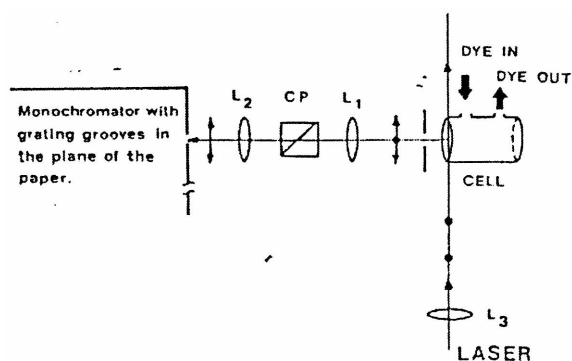 DYE IN
DYE OUT
L2 CP L1
Monochromator with
grating grooves in
the plane of the
paper.
CELL
L3
LASER